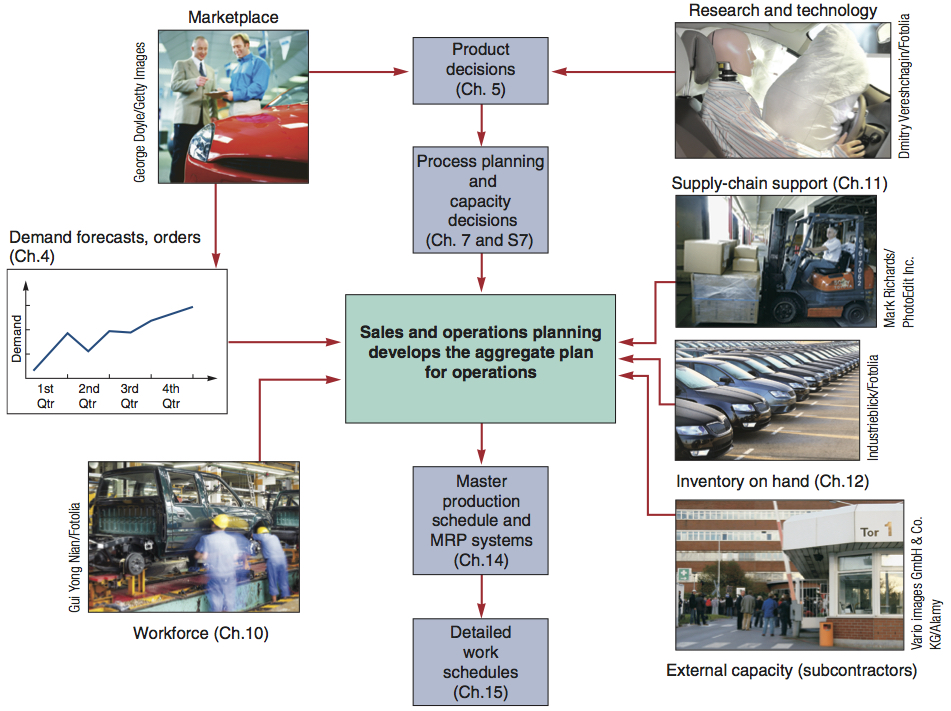 Marketplace
George Doyle/Getty Images
Product
decisions
(Ch. 5)
Research and technology
Dmitry Vereshchagin/Fotolia
Process planning
and
capacity
decisions
(Ch. 7 and S7)
Supply-chain support (Ch.11)
Mark Richards/
PhotoEdit Inc.
Demand forecasts, orders
(Ch.4)
Demand
1st 2nd 3rd 4th
Qtr Qtr Qtr Qtr
Sales and operations planning
develops the aggregate plan
for operations
Industrieblick/Fotolia
Inventory on hand (Ch.12)
Gui Yong Nian/Fotolia
Workforce (Ch.10)
Master
production
schedule and
MRP systems
(Ch.14)
Tor 1
Vario images GmbH & Co.
KG/Alamy
External capacity (subcontractors)
Detailed
work
schedules
(Ch.15)